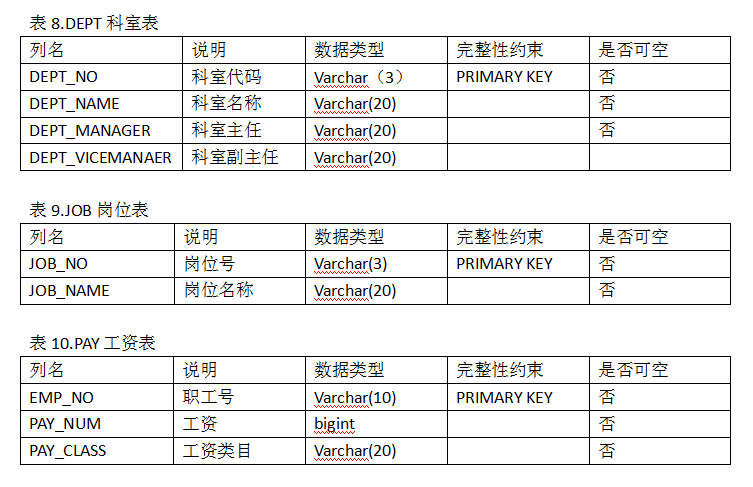 表 8.DEPT 科室表
列名 说明 数据类型 完整性约束 是否可空
DEPT_NO 科室代码 Varchar（3） PRIMARY KEY 否
DEPT_NAME 科室名称 Varchar(20) 否
DEPT_MANAGER 科室主任 Varchar(20) 否
DEPT_VICEMANAER 科室副主任 Varchar(20)
表 9.JOB 岗位表
列名 说明 数据类型 完整性约束 是否可空
JOB_NO 岗位号 Varchar(3) PRIMARY KEY 否
JOB_NAME 岗位名称 Varchar(20) 否
表 10.PAY 工资表
列名 说明 数据类型 完整性约束 是否可空
EMP_NO 职工号 Varchar(10) PRIMARY KEY 否
PAY_NUM 工资 bigint 否
PAY_CLASS 工资类目 Varchar(20) 否